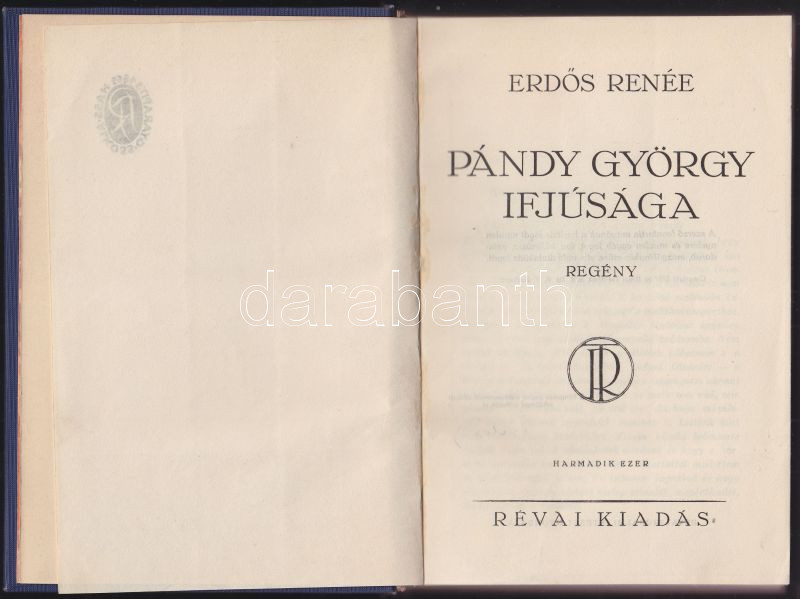 ERDŐS RENÉE
PÁNDY GYÖRGY
IFJÚSÁGA
REGÉNY
darabanth
HARMADIK EZER
RÉVAI KIADÁS